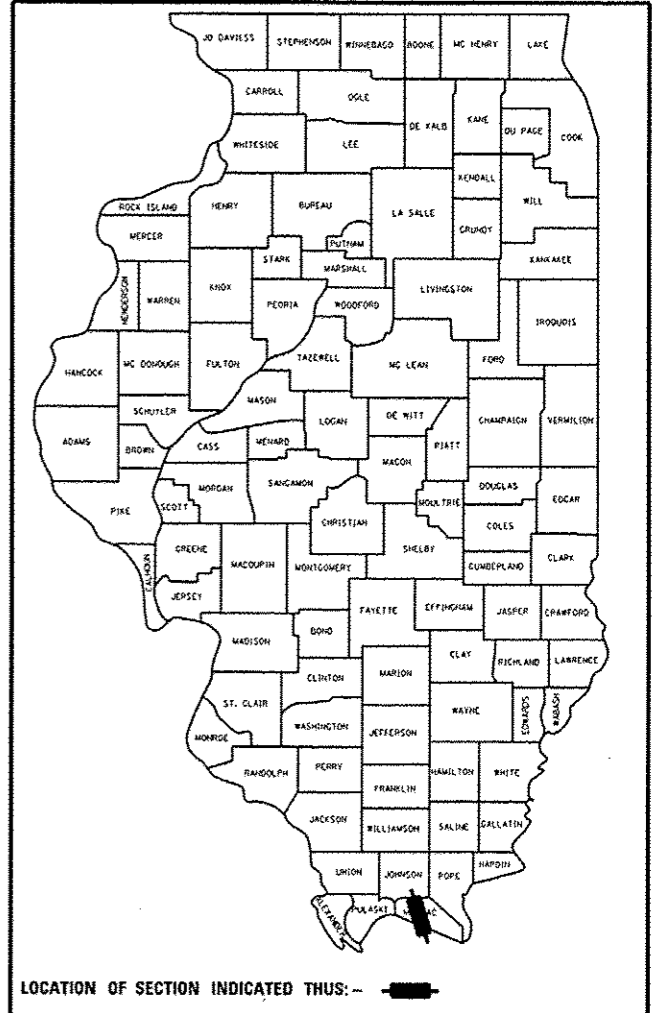 JO DAVIESS STEPHENSON WINNEBAGO BOONE MC HENRY LAKE
CARROLL OGLE DE KALB KANE DU PAGE COOK
WHITESIDE LEE KENDALL WILL
ROCK ISLAND HENRY BUREAU LA SALLE GRUNDY
MERCER PUTNAM KANKAKEE
STARK MARSHALL
HENDERSON WARREN KNOX PEORIA WOODFORD LIVINGSTON IROQUOIS
HANCOCK MC DONOUGH FULTON TAZEWELL MC LEAN FORD
MASON
SCHUYLER LOGAN DE WITT CHAMPAIGN VERMILION
ADAMS BROWN CASS MENARD MACON PIATT
PIKE SCOTT MORGAN SANGAMON CHRISTIAN MOULTRIE DOUGLAS EDGAR
COLES
CALHOUN GREENE MACOUPIN MONTGOMERY SHELBY CUMBERLAND CLARK
JERSEY FAYETTE EFFINGHAM JASPER CRAWFORD
MADISON BOND
CLINTON MARION CLAY RICHLAND LAWRENCE
ST. CLAIR WAYNE EDWARDS WABASH
MONROE WASHINGTON JEFFERSON
RANDOLPH PERRY HAMILTON WHITE
FRANKLIN
JACKSON WILLIAMSON SALINE GALLATIN
UNION JOHNSON POPE HARDIN
ALEXANDER PULASKI
LOCATION OF SECTION INDICATED THUS: -